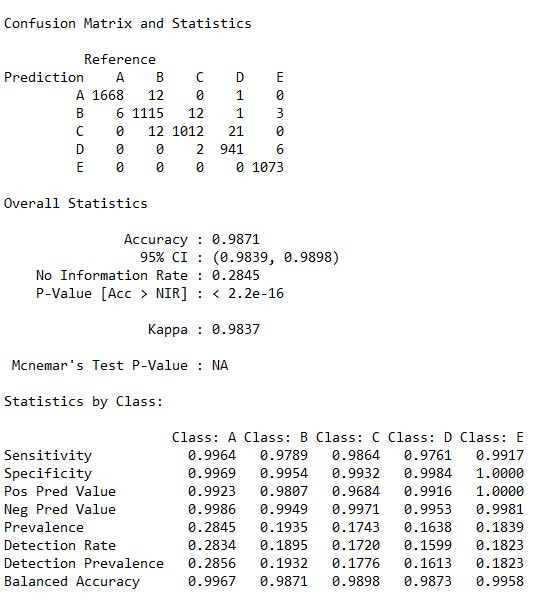 Confusion Matrix and Statistics
Reference
Prediction A B C D E
A 1668 12 0 1 0
B 6 1115 12 1 3
C 0 12 1012 21 0
D 0 0 2 941 6
E 0 0 0 0 1073
Overall Statistics
Accuracy : 0.9871
95% CI : (0.9839, 0.9898)
No Information Rate : 0.2845
P-Value [Acc > NIR] : < 2.2e-16
Kappa : 0.9837
Mcnemar's Test P-Value : NA
Statistics by Class:
Class: A Class: B Class: C Class: D Class: E
Sensitivity 0.9964 0.9789 0.9864 0.9761 0.9917
Specificity 0.9969 0.9954 0.9932 0.9984 1.0000
Pos Pred Value 0.9923 0.9807 0.9684 0.9916 1.0000
Neg Pred Value 0.9986 0.9949 0.9971 0.9953 0.9981
Prevalence 0.2845 0.1935 0.1743 0.1638 0.1839
Detection Rate 0.2834 0.1895 0.1720 0.1599 0.1823
Detection Prevalence 0.2856 0.1932 0.1776 0.1613 0.1823
Balanced Accuracy 0.9967 0.9871 0.9898 0.9873 0.9958